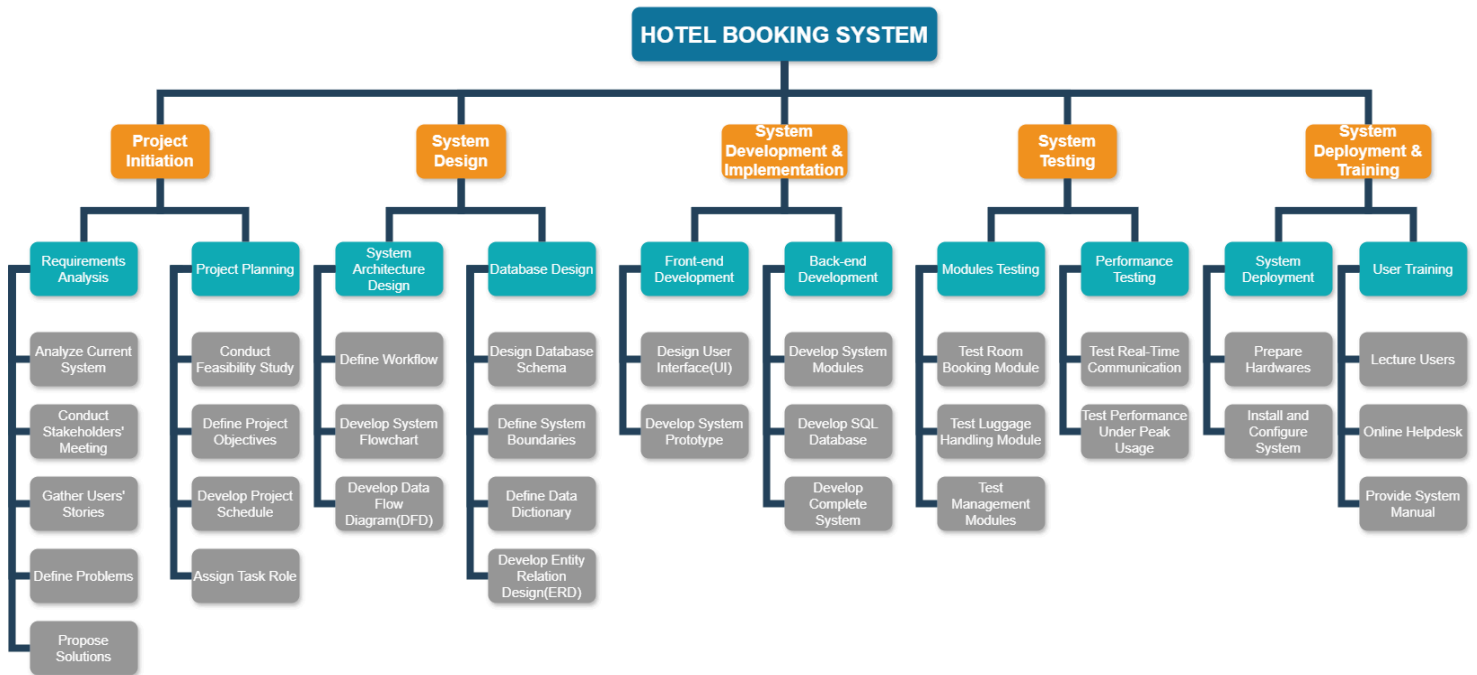 HOTEL BOOKING SYSTEM
Project
Initiation
System
Design
System
Development &
Implementation
System
Testing
System
Deployment &
Training
Requirements
Analysis
Project Planning
System
Architecture
Design
Database Design
Front-end
Development
Back-end
Development
Modules Testing
Performance
Testing
System
Deployment
User Training
Analyze Current
System
Conduct
Feasibility Study
Define Workflow
Design Database
Schema
Design User
Interface(UI)
Develop System
Modules
Test Room
Booking Module
Test Real-Time
Communication
Prepare
Hardwares
Lecture Users
Conduct
Stakeholders'
Meeting
Define Project
Objectives
Develop System
Flowchart
Define System
Boundaries
Develop System
Prototype
Develop SQL
Database
Test Luggage
Handling Module
Test Performance
Under Peak
Usage
Install and
Configure
System
Online Helpdesk
Gather Users'
Stories
Develop Project
Schedule
Develop Data
Flow
Diagram(DFD)
Define Data
Dictionary
Develop
Complete
System
Test
Management
Modules
Provide System
Manual
Define Problems
Assign Task Role
Develop Entity
Relation
Design(ERD)
Propose
Solutions